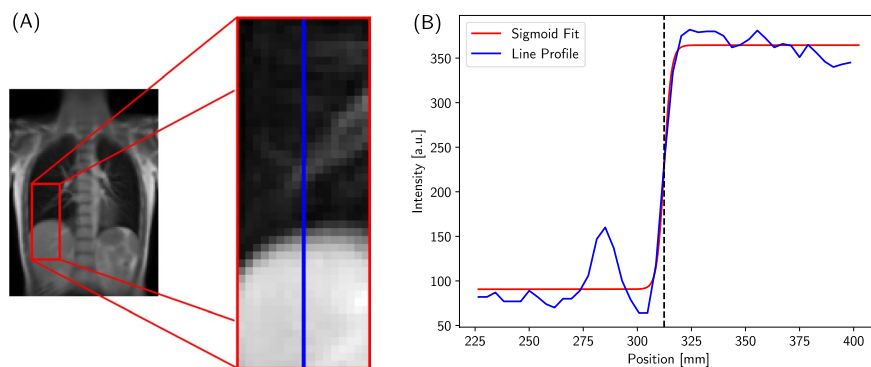 (A)
(B)
Sigmoid Fit
Line Profile
Intensity [a.u.]
350
300
250
200
150
100
50
225
250
275
300
325
350
375
400
Position [mm]